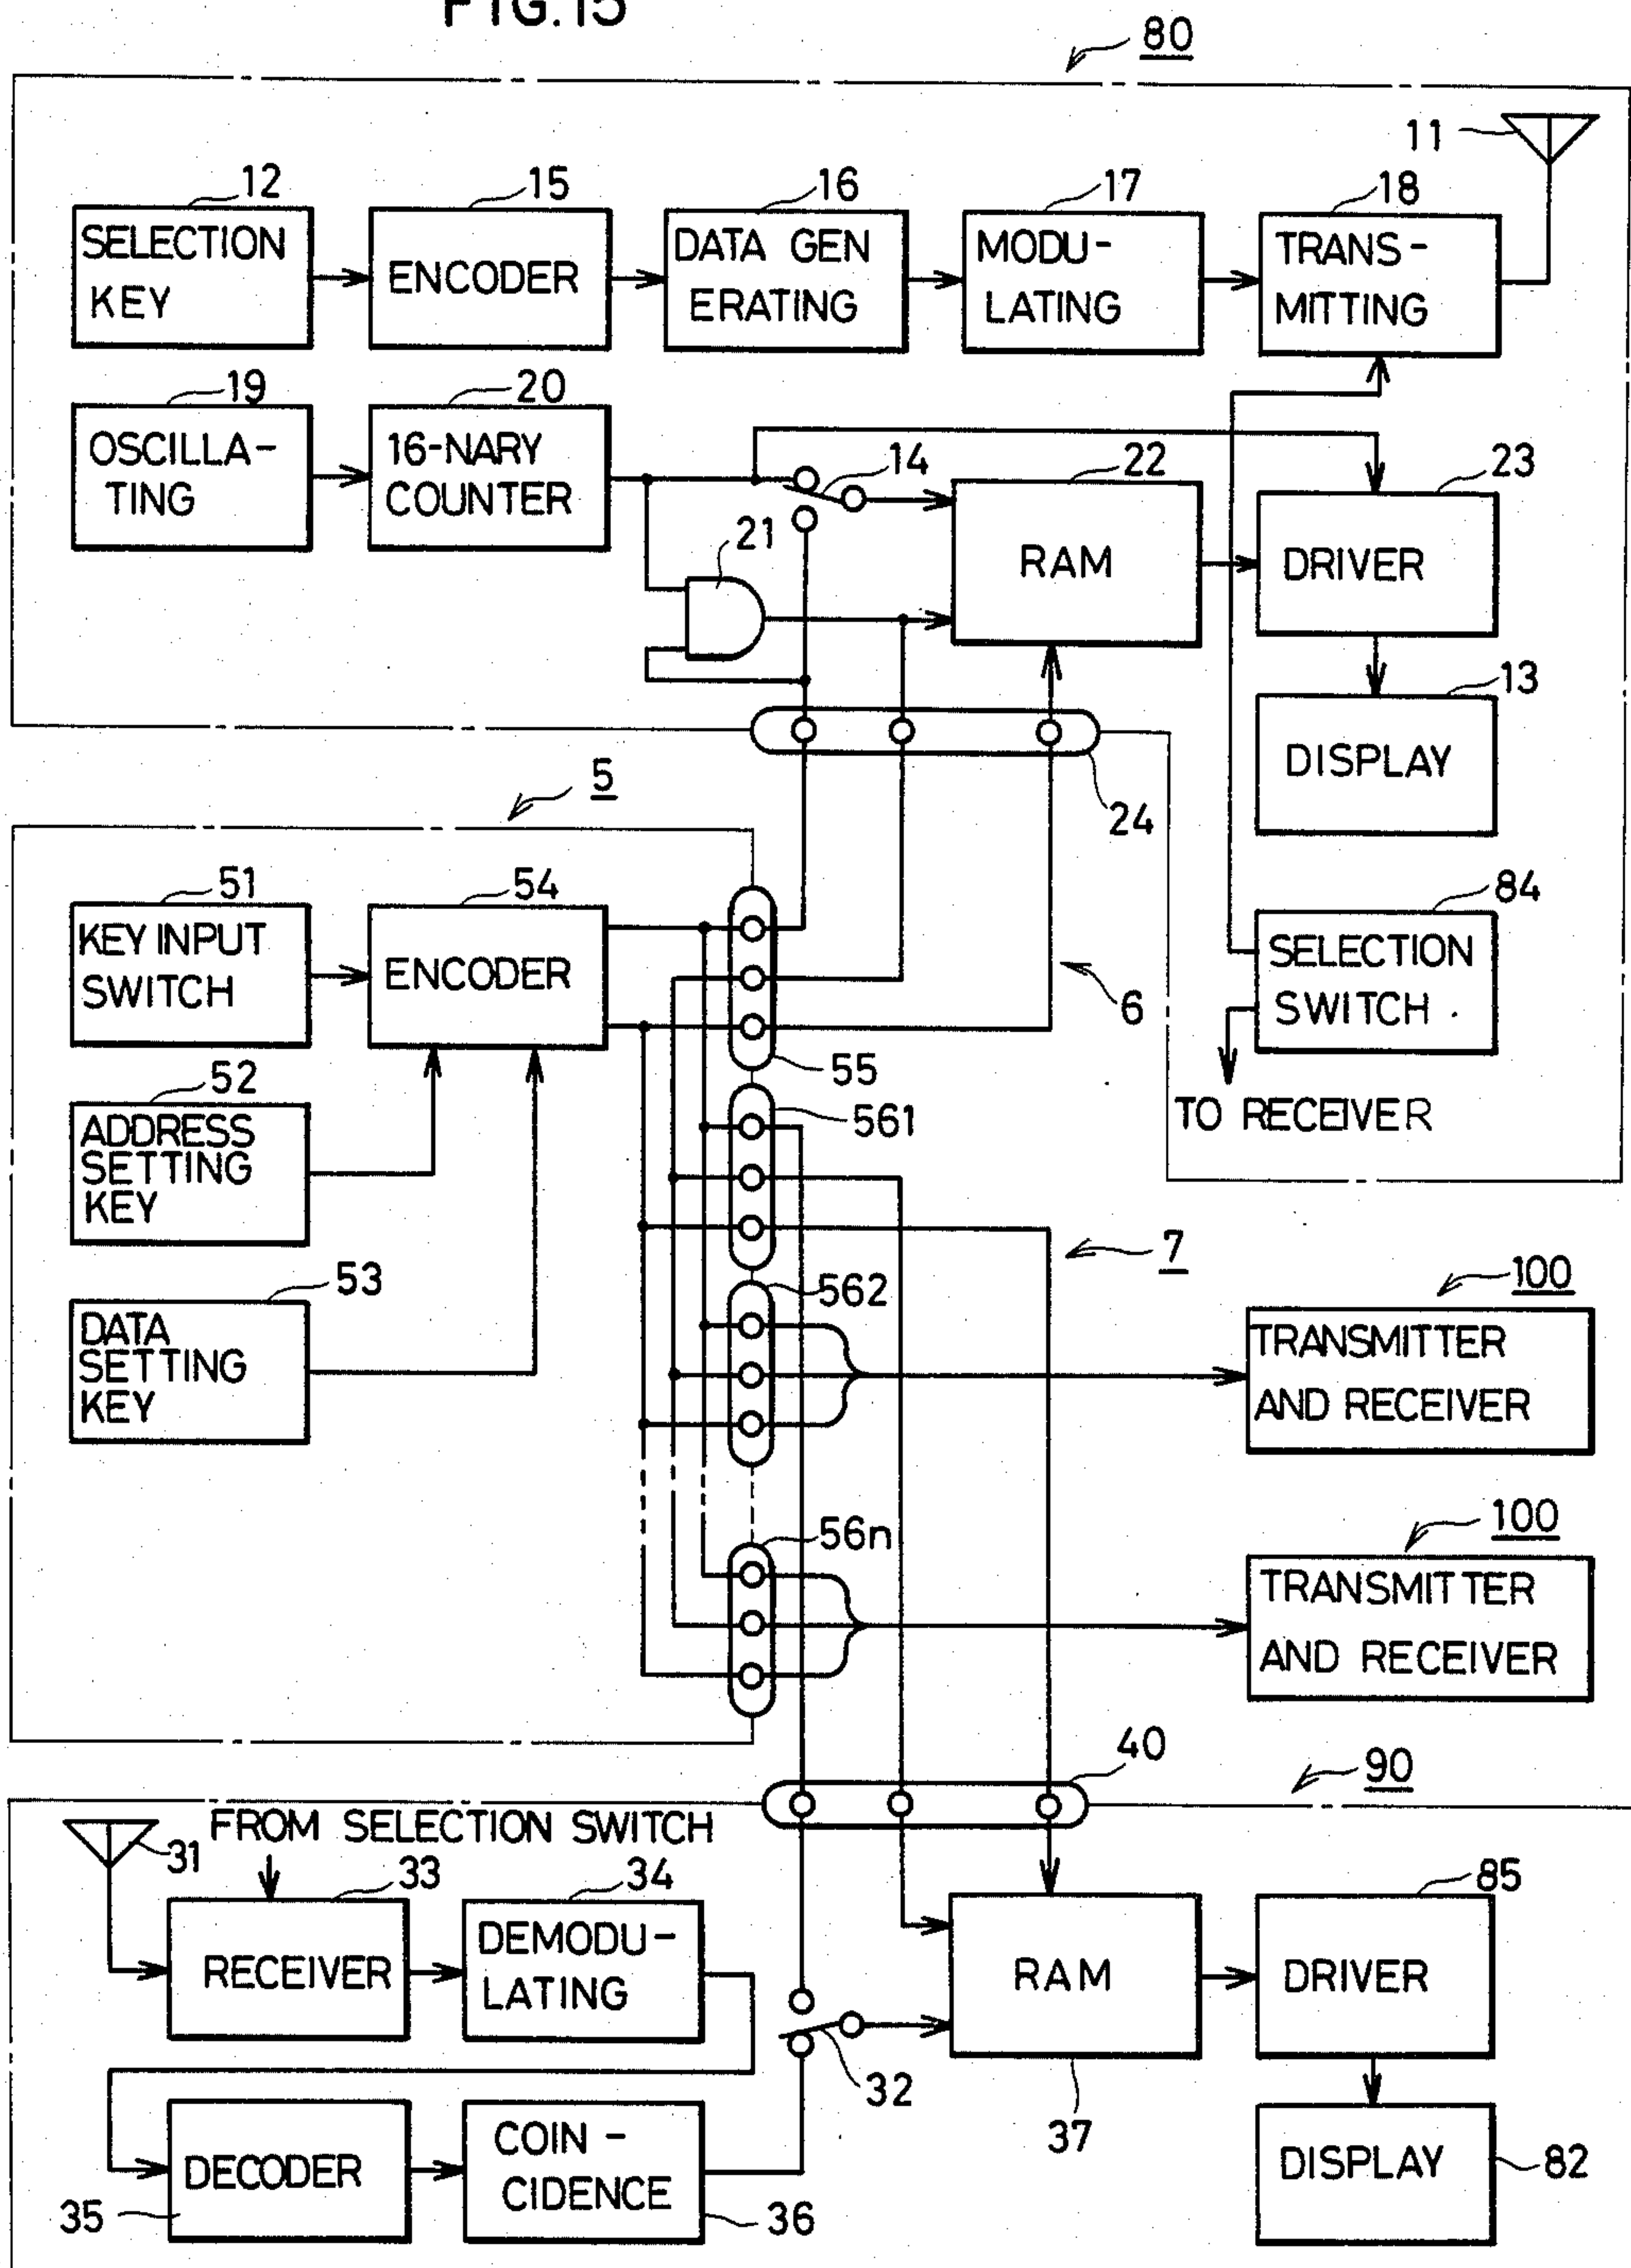 FIG.15
80
11
12
15
16
17
18
SELECTION
KEY
ENCODER
DATA GEN
ERATING
MODU-
LATING
TRANS-
MITTING
19
20
OSCILLA-
TING
16-NARY
COUNTER
14
22
23
21
RAM
DRIVER
13
DISPLAY
24
5
51
54
84
KEY INPUT
SWITCH
ENCODER
SELECTION
SWITCH
6
55
52
561
TO RECEIVER
ADDRESS
SETTING
KEY
7
53
562
100
DATA
SETTING
KEY
TRANSMITTER
AND RECEIVER
56n
100
TRANSMITTER
AND RECEIVER
40
90
FROM SELECTION SWITCH
31
33
34
85
RECEIVER
DEMODU-
LATING
RAM
DRIVER
32
37
DECODER
COIN-
CIDENCE
DISPLAY
82
35
36